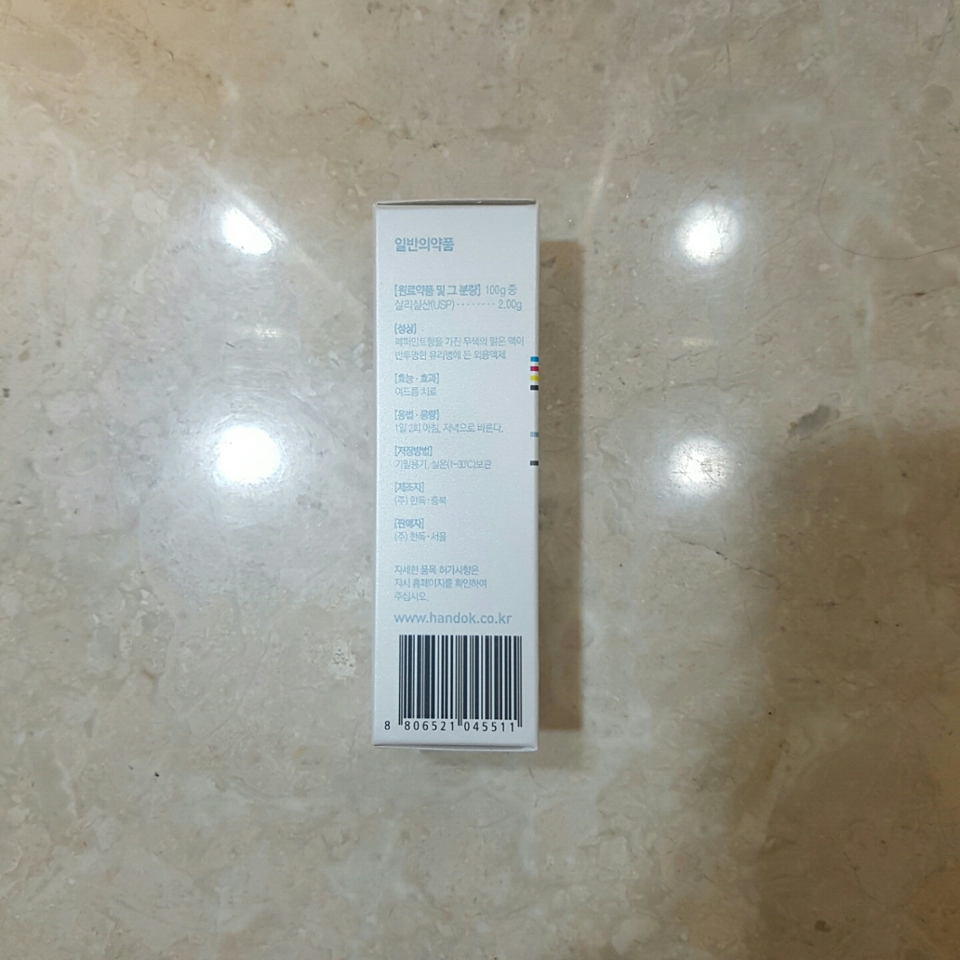 일반의약품
[원료약품 및 그 분량] 100g 중
살리실산(USP) ········ 2.00g
[성상]
페퍼민트향을 가진 무색의 맑은 액이
반투명한 유리병에 든 외용액제
[효능·효과]
여드름 치료
[용법·용량]
1일 2회 아침, 저녁으로 바른다.
[저장방법]
기밀용기, 실온(1~30℃)보관
[제조자]
(주) 한독·충북
[판매자]
(주) 한독·서울
자세한 품목 허가사항은
자사 홈페이지를 확인하여
주십시오.
www.handok.co.kr
8 806521 045511